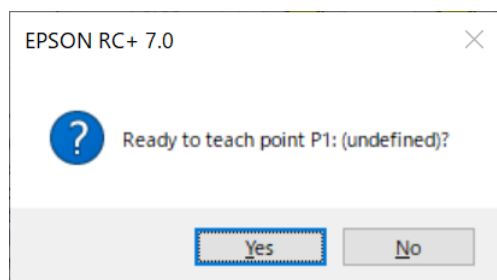 EPSON RC+ 7.0
Ready to teach point P1: (undefined)?
Yes
No